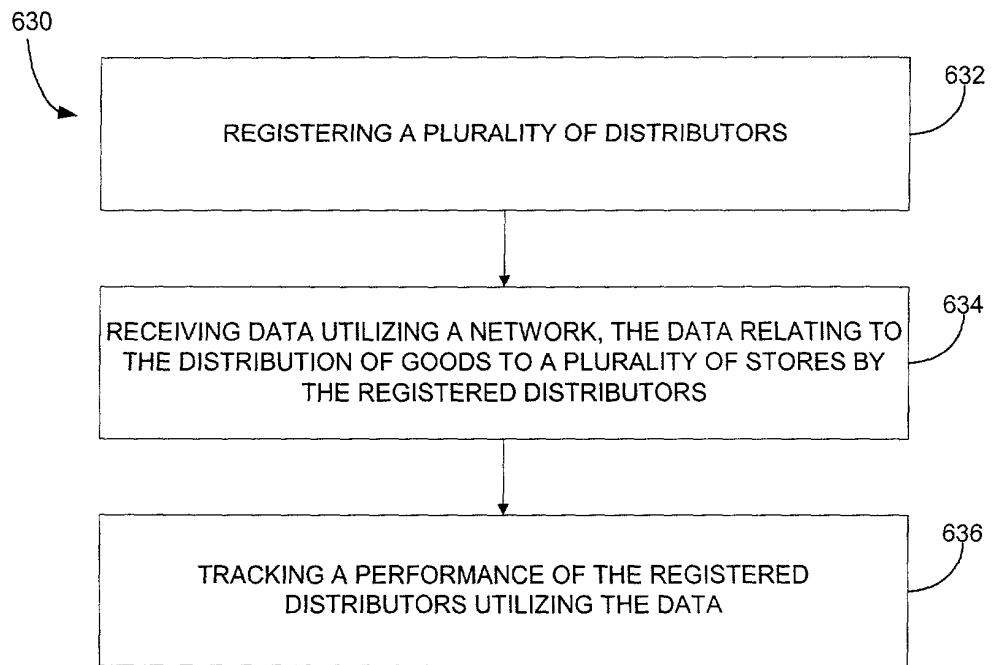 630
632
REGISTERING A PLURALITY OF DISTRIBUTORS
634
RECEIVING DATA UTILIZING A NETWORK, THE DATA RELATING TO
THE DISTRIBUTION OF GOODS TO A PLURALITY OF STORES BY
THE REGISTERED DISTRIBUTORS
636
TRACKING A PERFORMANCE OF THE REGISTERED
DISTRIBUTORS UTILIZING THE DATA